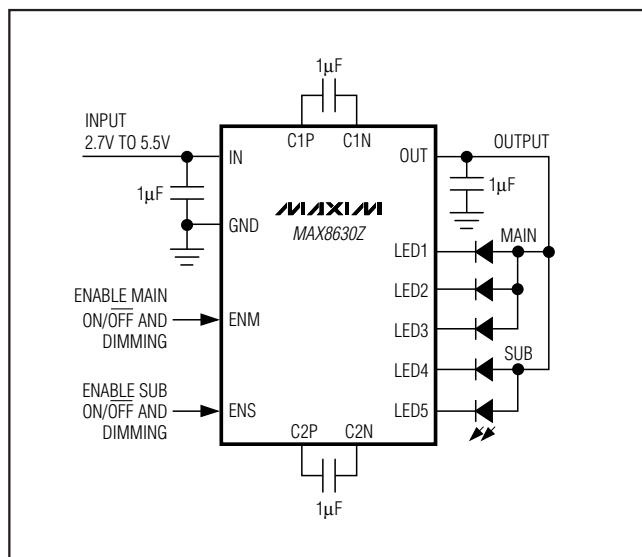 1µF
INPUT
2.7V TO 5.5V
C1P
C1N
IN
OUT
OUTPUT
1µF
1µF
MAXIM
MAX8630Z
GND
LED1
MAIN
LED2
ENABLE MAIN
ON/OFF AND
DIMMING
ENM
LED3
SUB
LED4
ENABLE SUB
ON/OFF AND
DIMMING
ENS
LED5
C2P
C2N
1µF